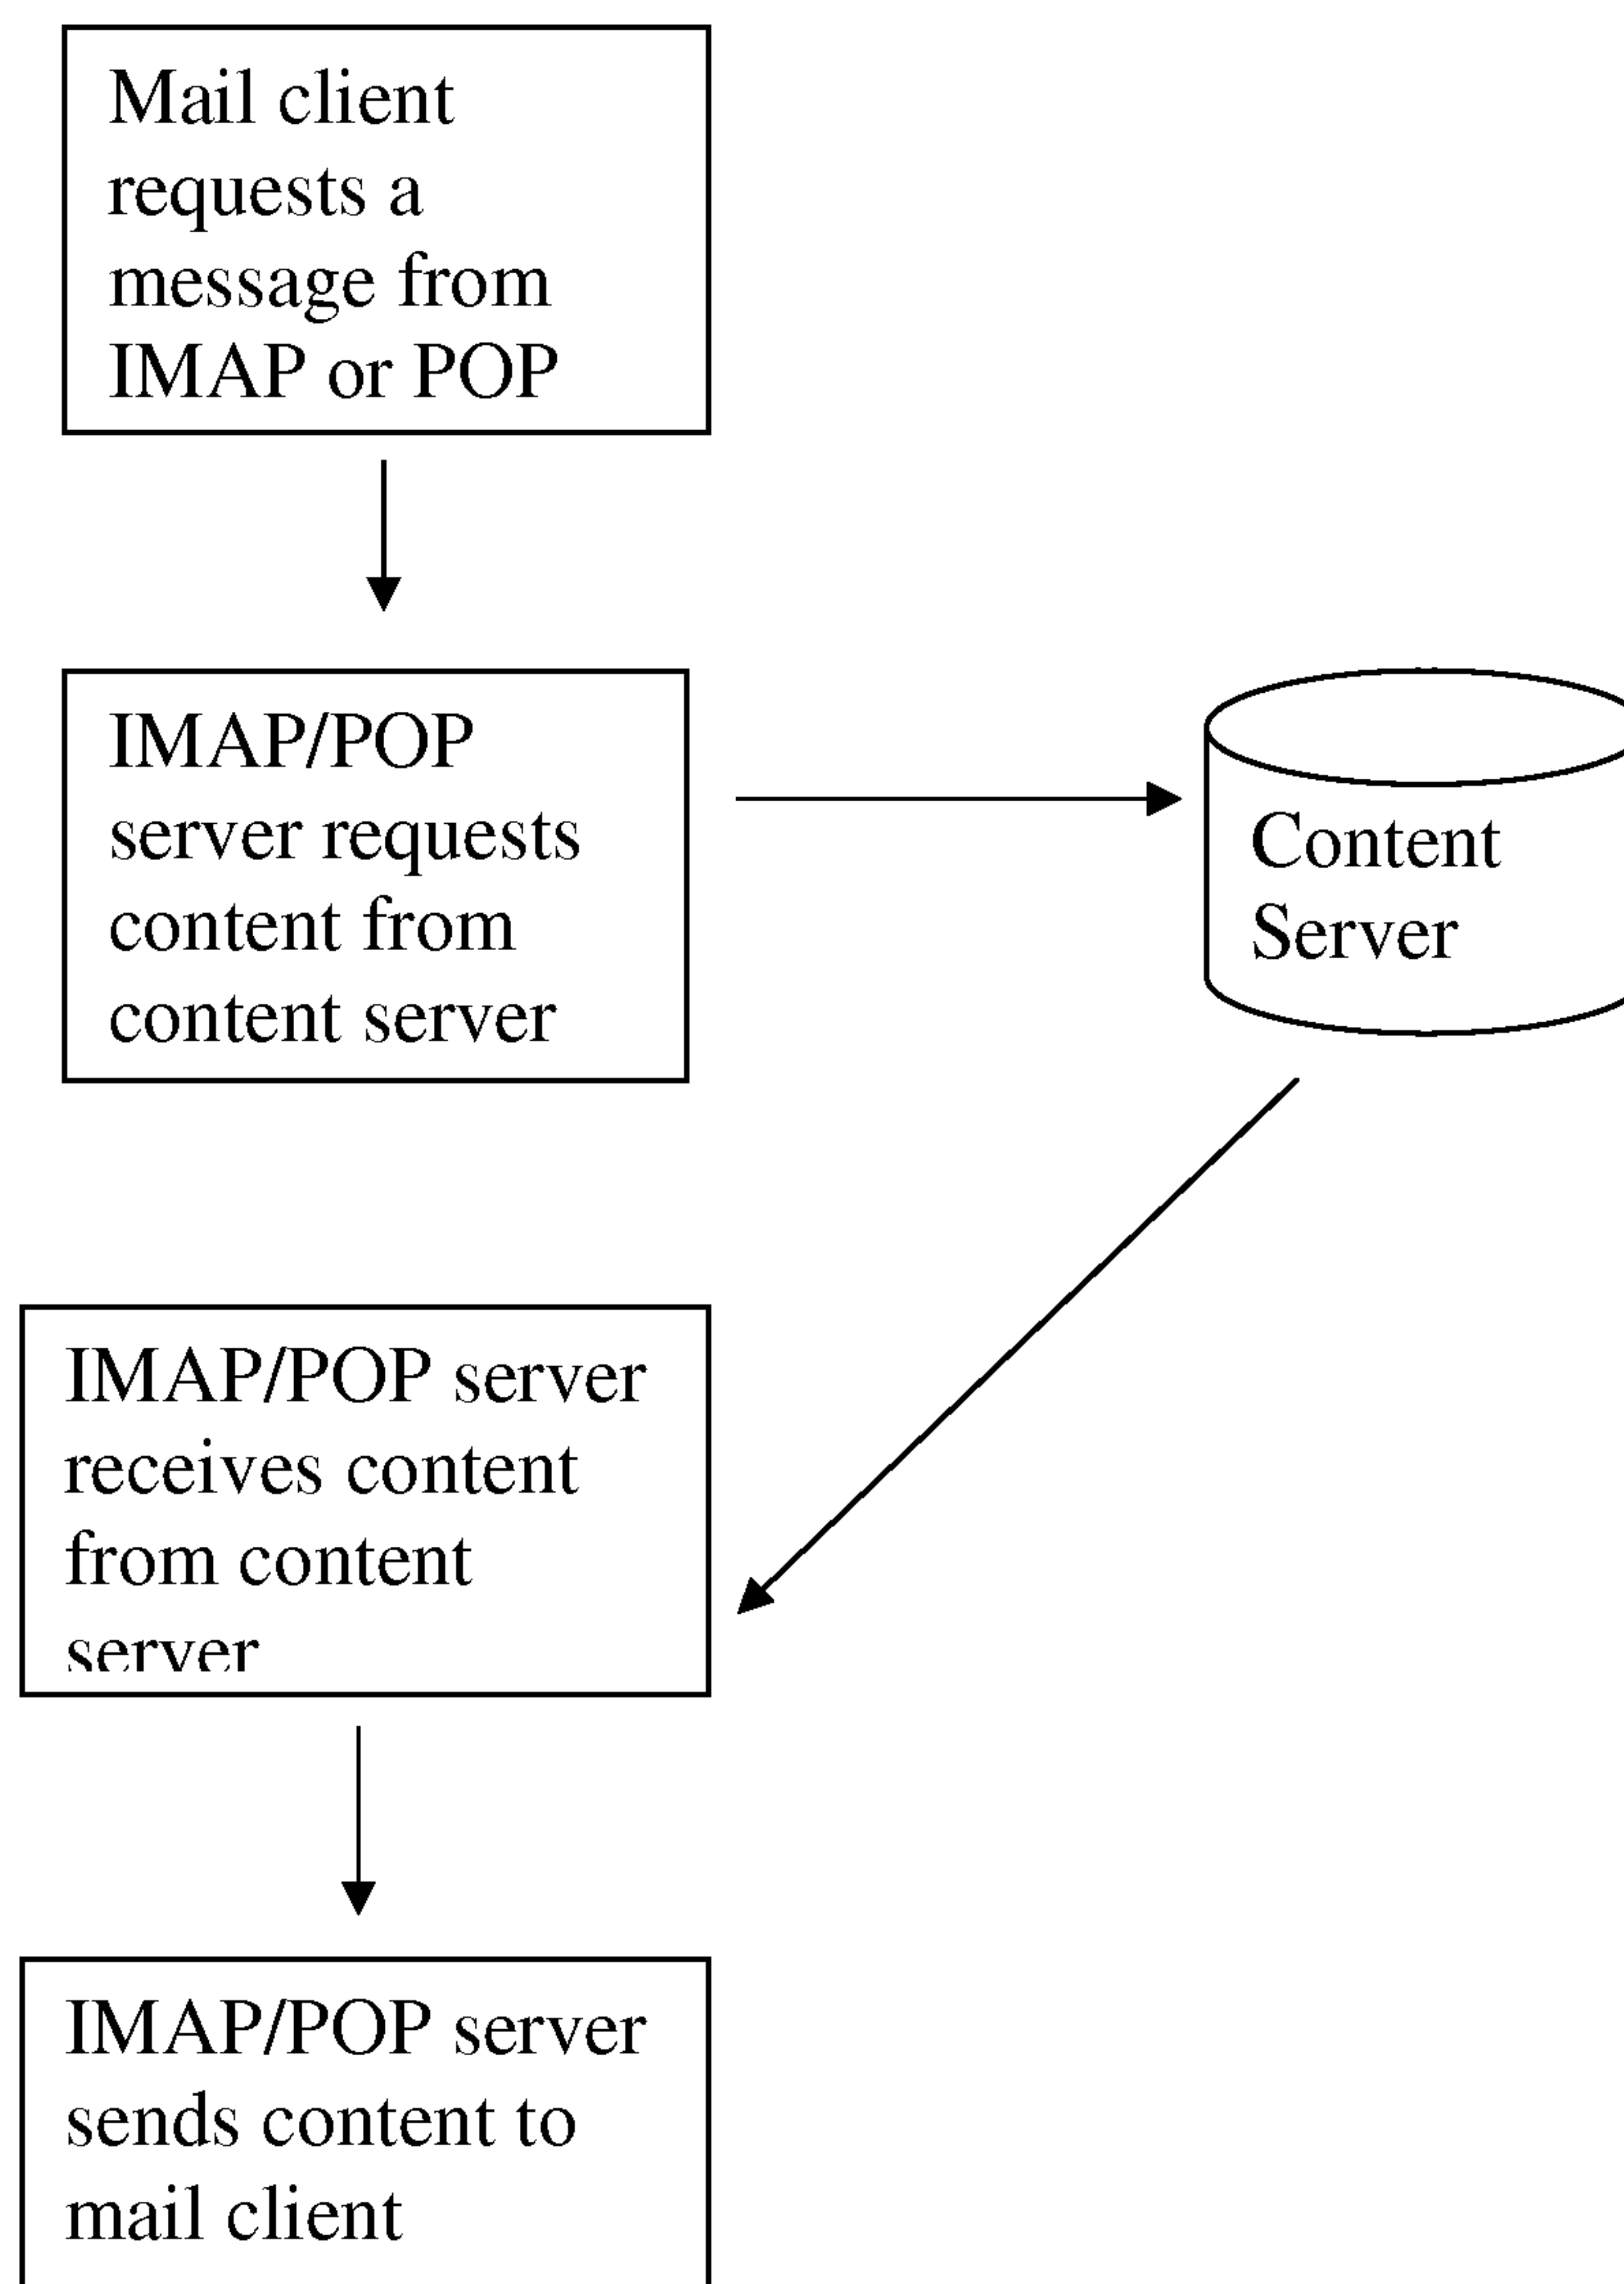 Mail client
requests a
message from
IMAP or POP
IMAP/POP
server requests
content from
content server
Content
Server
IMAP/POP server
receives content
from content
server
IMAP/POP server
sends content to
mail client